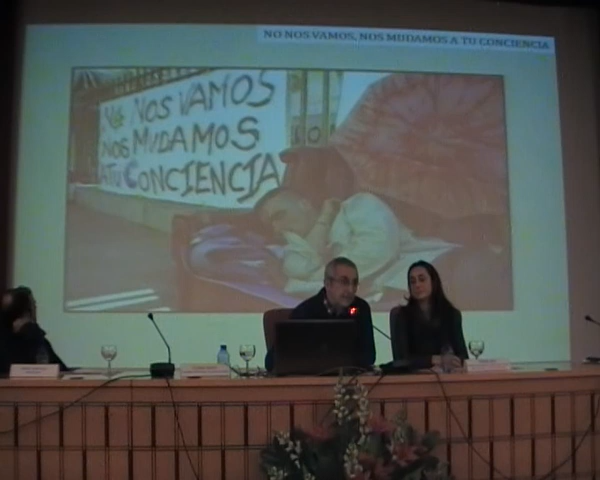 NO NOS VAMOS, NOS MUDAMOS A TU CONCIENCIA
No NOS VAMOS
NOS MUDAMOS
A TU CONCIENCIA